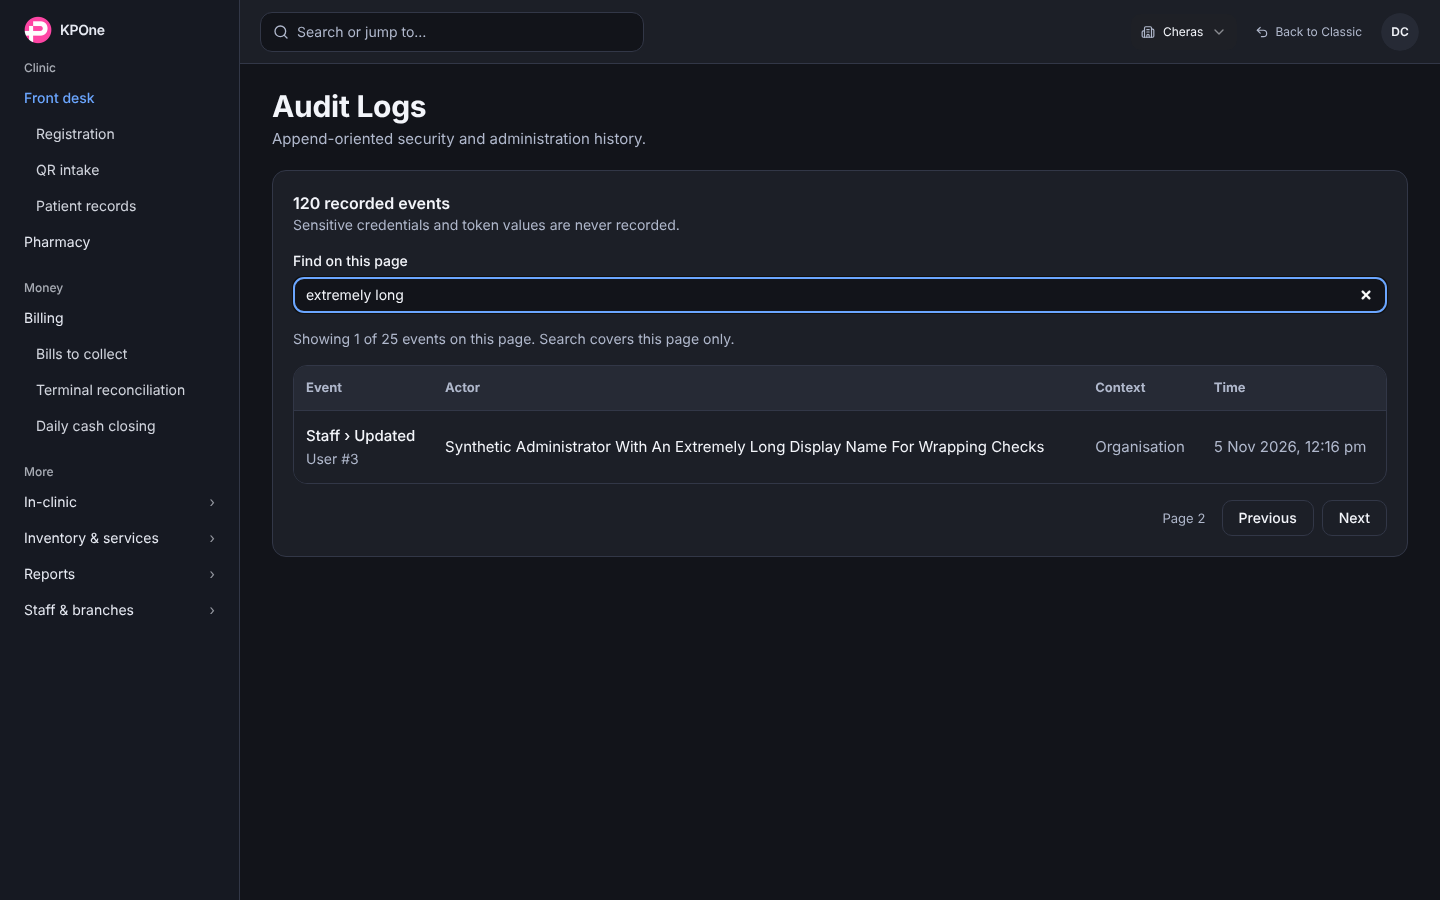 KPOne
Clinic
Front desk
Registration
QR intake
Patient records
Pharmacy
Money
Billing
Bills to collect
Terminal reconciliation
Daily cash closing
More
In-clinic
Inventory & services
Reports
Staff & branches
Search or jump to...
Cheras
Back to Classic
DC
Audit Logs
Append-oriented security and administration history.
120 recorded events
Sensitive credentials and token values are never recorded.
Find on this page
extremely long
Showing 1 of 25 events on this page. Search covers this page only.
Event Actor Context Time
Staff › Updated
User #3
Synthetic Administrator With An Extremely Long Display Name For Wrapping Checks
Organisation
5 Nov 2026, 12:16 pm
Page 2 Previous Next